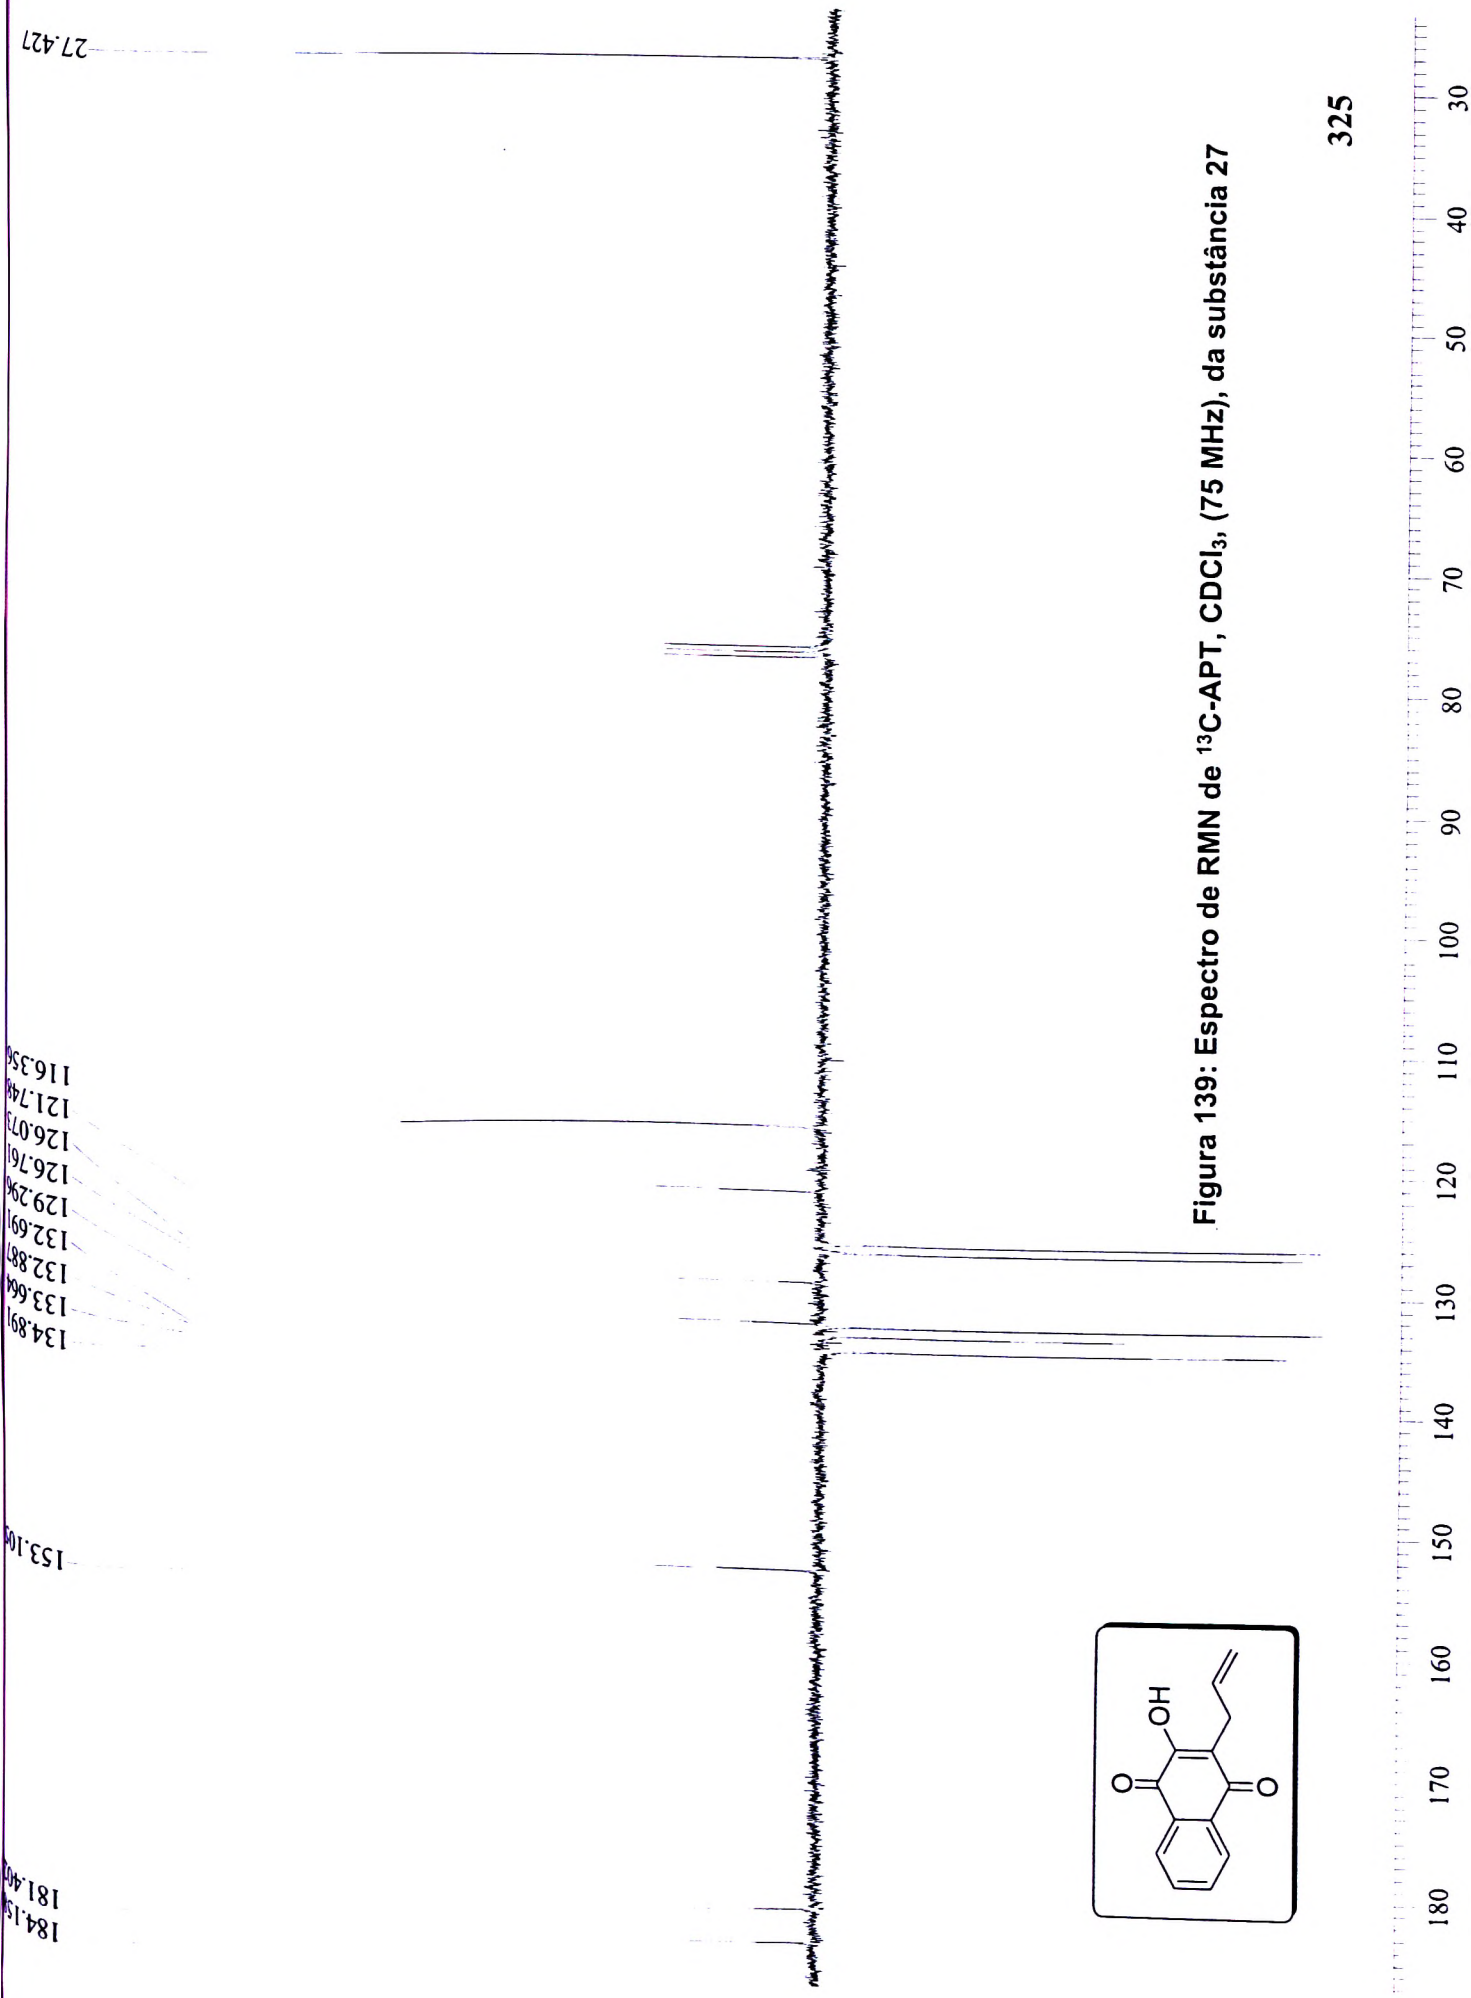 184.15
181.40
153.10
134.891
133.664
132.887
132.691
129.296
126.761
126.073
121.748
116.356
27.427
O
OH
O
180 170 160 150 140 130 120 110 100 90 80 70 60 50 40 30
Figura 139: Espectro de RMN de ¹³C-APT, CDCl₃, (75 MHz), da substância 27
325